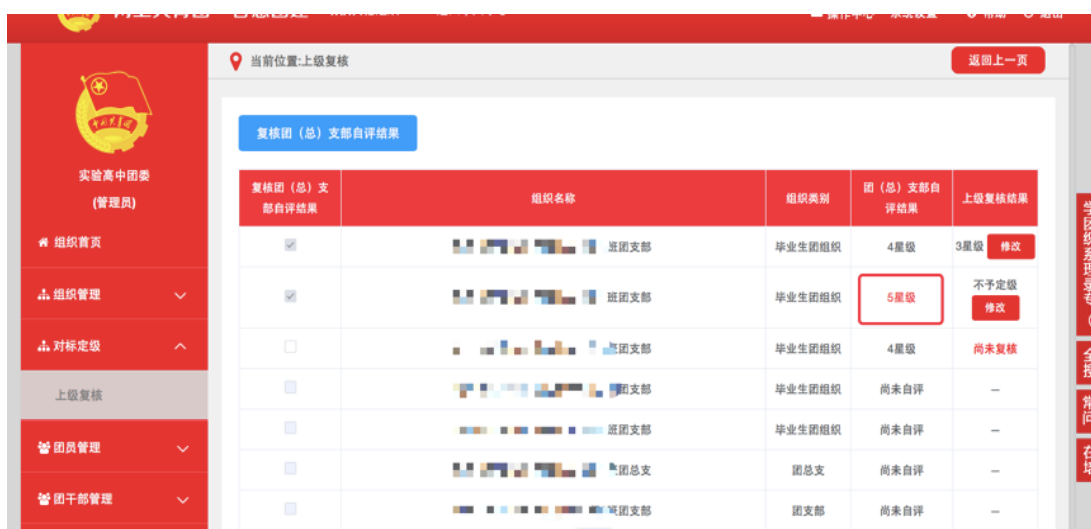 当前位置:上级复核
返回上一页
复核团（总）支部自评结果
实验高中团委
(管理员)
组织首页
组织管理
对标定级
上级复核
团员管理
团干部管理
复核团（总）支
部自评结果
组织名称
组织类别
团（总）支部自
评结果
上级复核结果
班团支部
毕业生团组织
4星级
3星级 修改
班团支部
毕业生团组织
5星级
不予定级
修改
团支部
毕业生团组织
4星级
尚未复核
团支部
毕业生团组织
尚未自评
—
班团支部
毕业生团组织
尚未自评
—
团总支
团总支
尚未自评
—
团支部
团支部
尚未自评
—